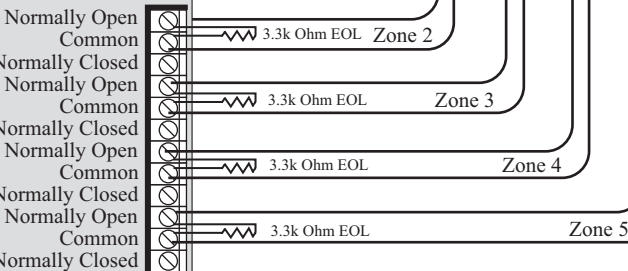 Normally Open
Common
3.3k Ohm EOL Zone 2
Normally Closed
Normally Open
Common
3.3k Ohm EOL Zone 3
Normally Closed
Normally Open
Common
3.3k Ohm EOL Zone 4
Normally Closed
Normally Open
Common
3.3k Ohm EOL Zone 5
Normally Closed